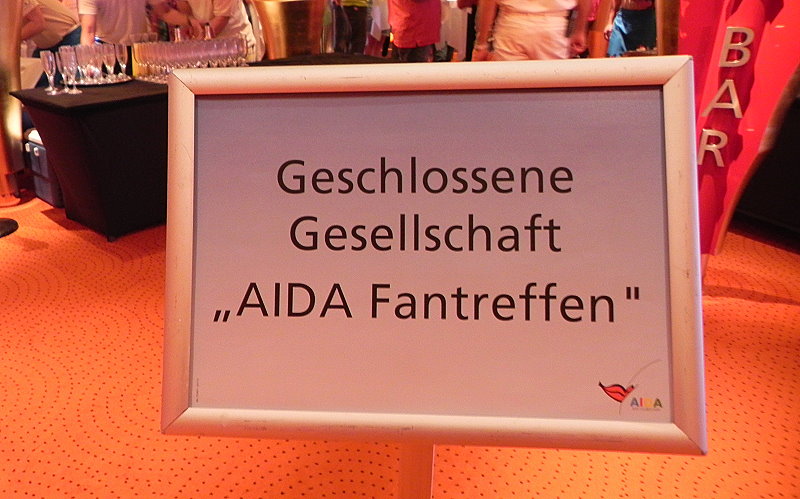 Geschlossene
Gesellschaft
„AIDA Fantreffen"
AIDA
BAR